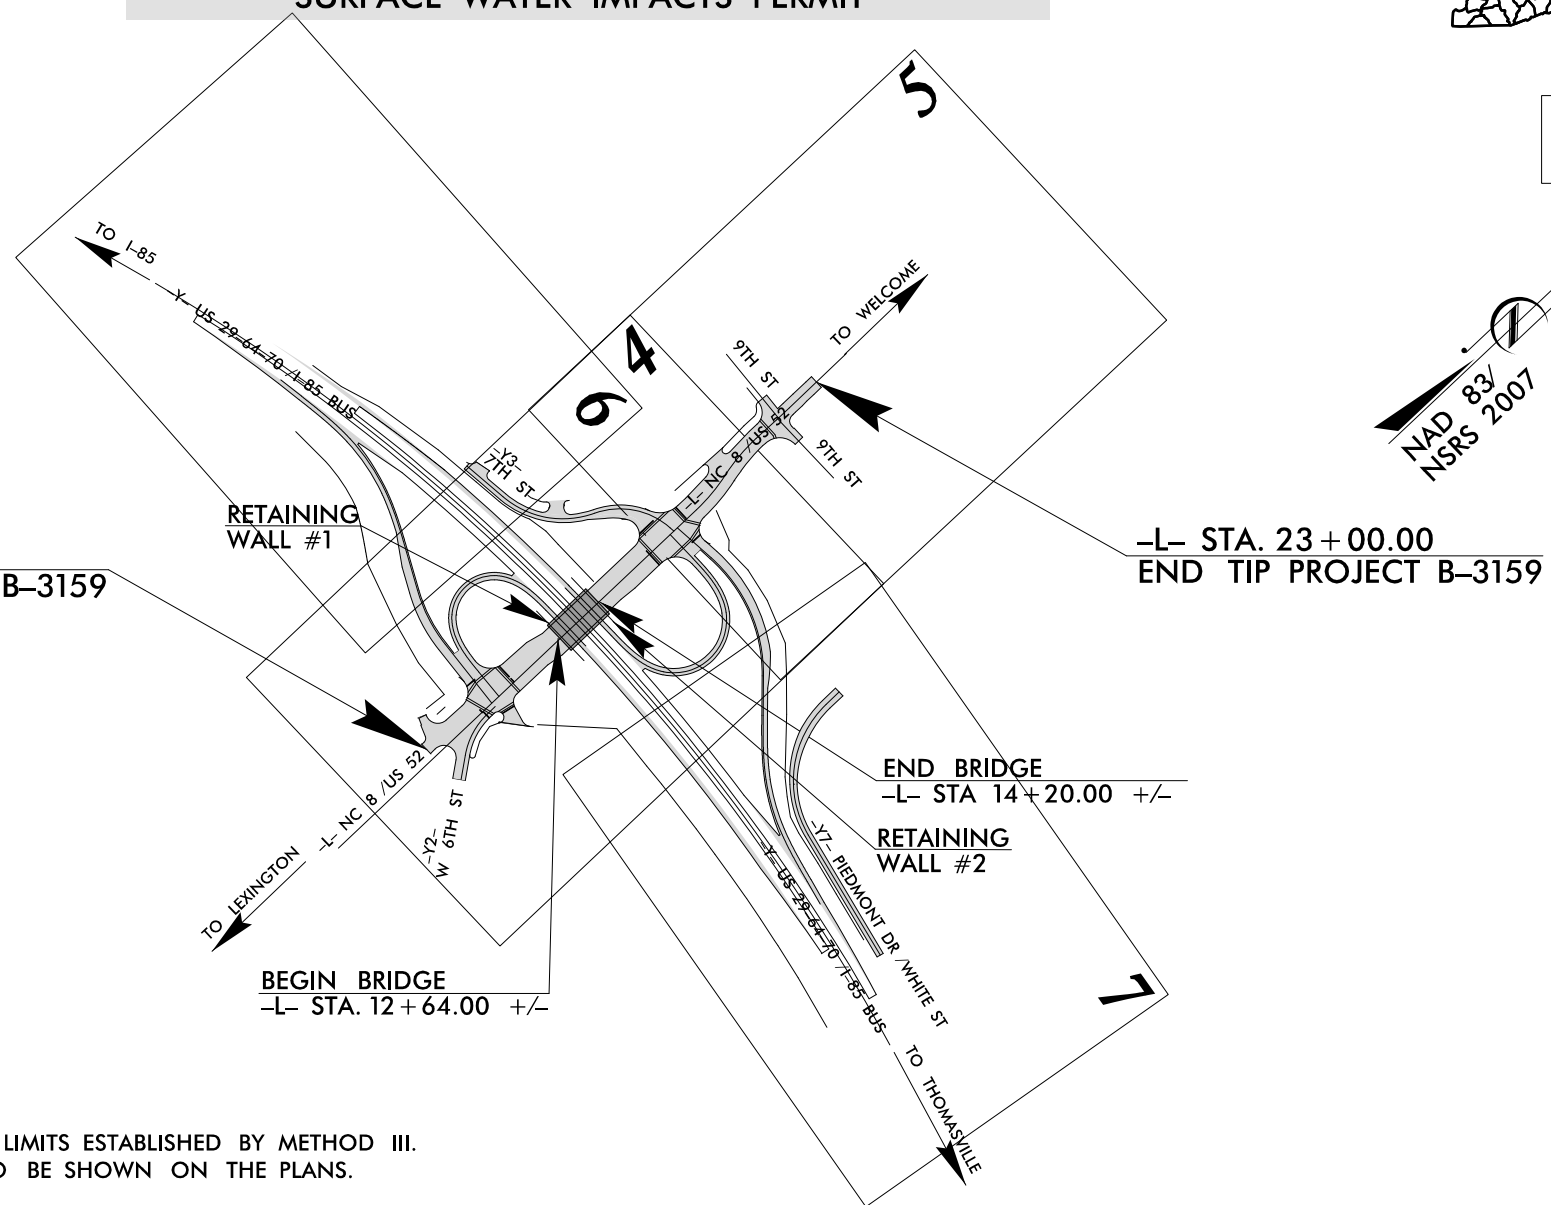 SURFACE WATER IMPACTS PERMIT
5
TO I-85
-Y- US 29-64-70 /I-85 BUS
4
6
9TH ST
TO WELCOME
NAD 83/
NSRS 2007
-Y3-
7TH ST
-L- NC 8 /US 52
9TH ST
RETAINING
WALL #1
-L- STA. 23+00.00
END TIP PROJECT B-3159
B-3159
END BRIDGE
-L- STA 14+20.00 +/-
RETAINING
WALL #2
-L- NC 8 /US 52
-Y2-
W 6TH ST
TO LEXINGTON
-Y7- PIEDMONT DR /WHITE ST
-Y- US 29-64-70 /I-85 BUS
BEGIN BRIDGE
-L- STA. 12+64.00 +/-
7
TO THOMASVILLE
LIMITS ESTABLISHED BY METHOD III.
BE SHOWN ON THE PLANS.